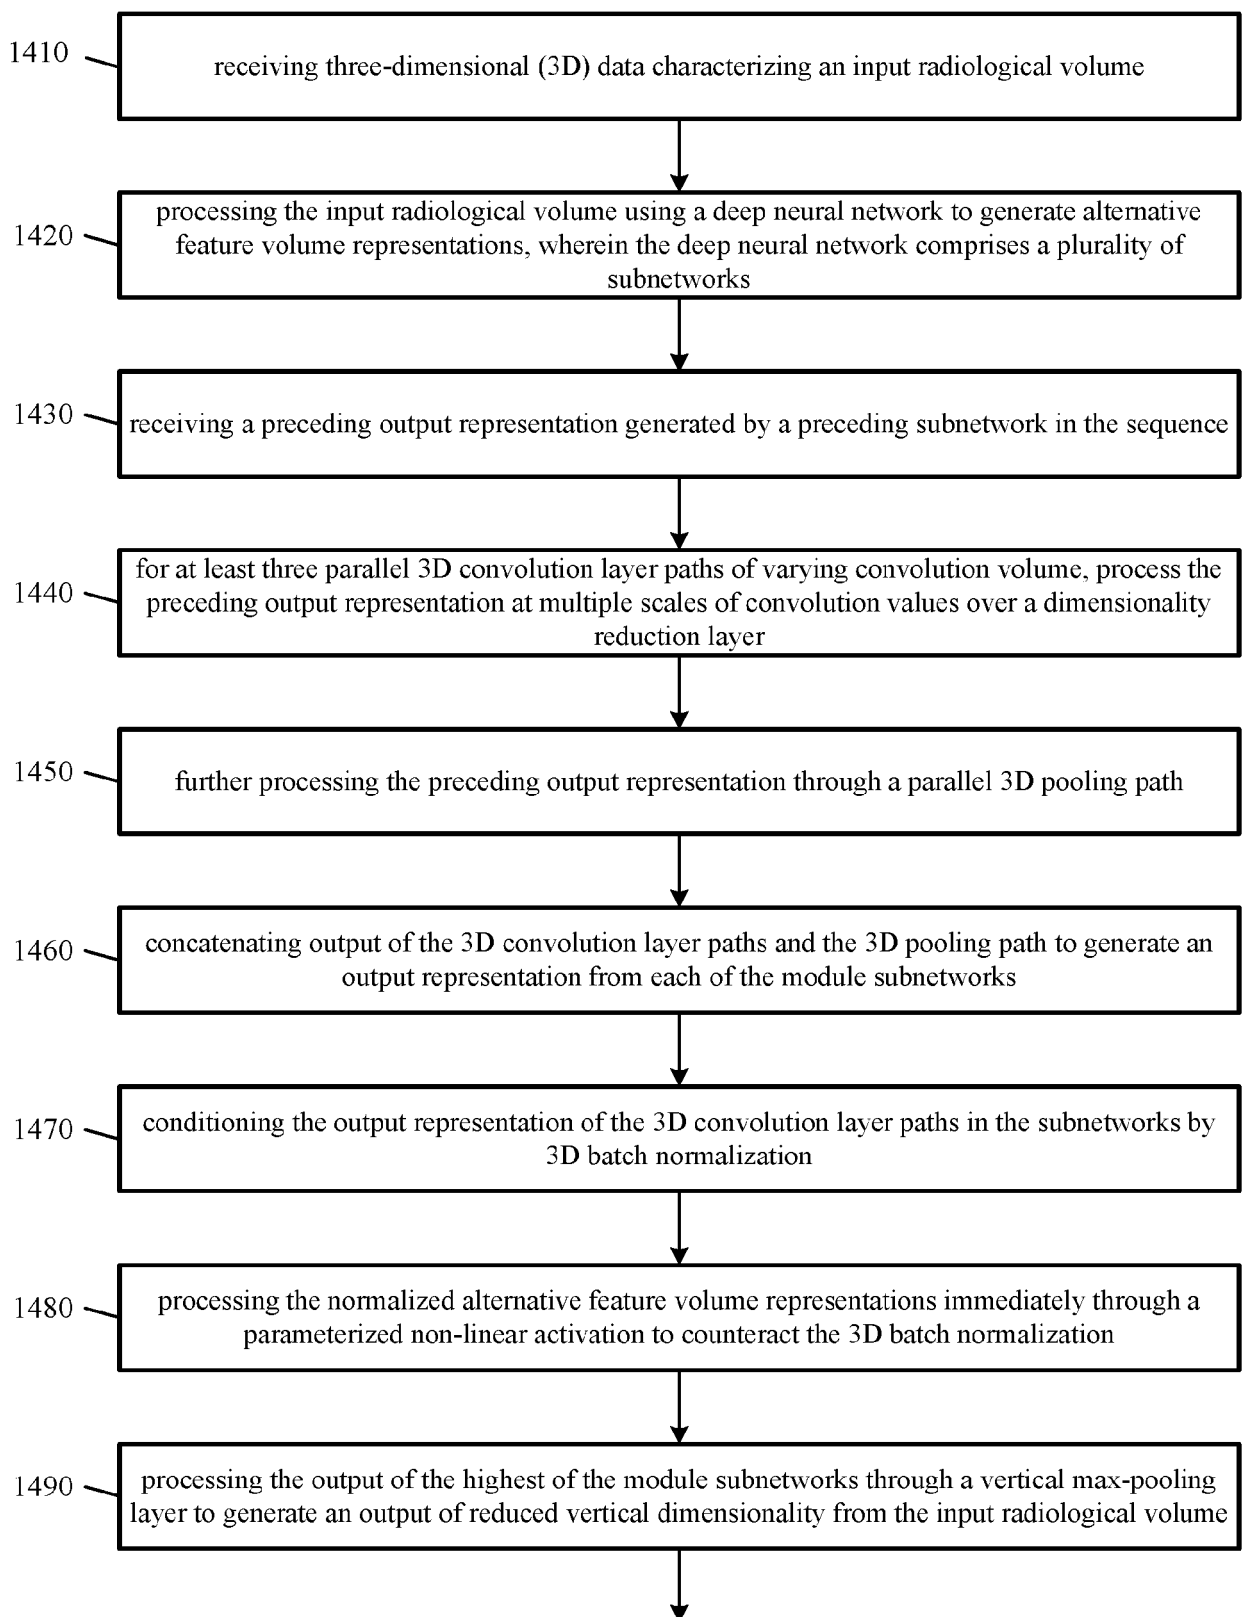 1410
receiving three-dimensional (3D) data characterizing an input radiological volume
1420
processing the input radiological volume using a deep neural network to generate alternative
feature volume representations, wherein the deep neural network comprises a plurality of
subnetworks
1430
receiving a preceding output representation generated by a preceding subnetwork in the sequence
1440
for at least three parallel 3D convolution layer paths of varying convolution volume, process the
preceding output representation at multiple scales of convolution values over a dimensionality
reduction layer
1450
further processing the preceding output representation through a parallel 3D pooling path
1460
concatenating output of the 3D convolution layer paths and the 3D pooling path to generate an
output representation from each of the module subnetworks
1470
conditioning the output representation of the 3D convolution layer paths in the subnetworks by
3D batch normalization
1480
processing the normalized alternative feature volume representations immediately through a
parameterized non-linear activation to counteract the 3D batch normalization
1490
processing the output of the highest of the module subnetworks through a vertical max-pooling
layer to generate an output of reduced vertical dimensionality from the input radiological volume